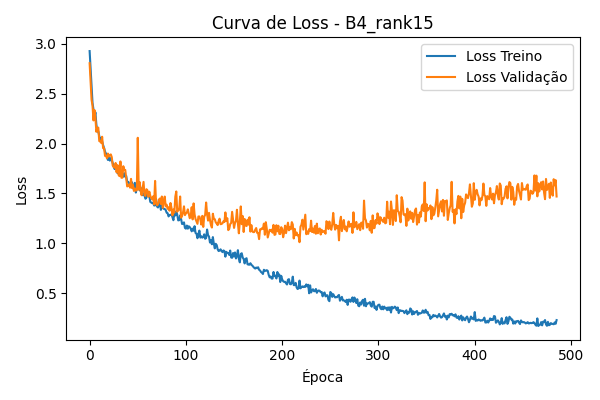 Curva de Loss - B4_rank15
Loss Treino
Loss Validação
3.0
2.5
2.0
1.5
1.0
0.5
Loss
0 100 200 300 400 500
Época